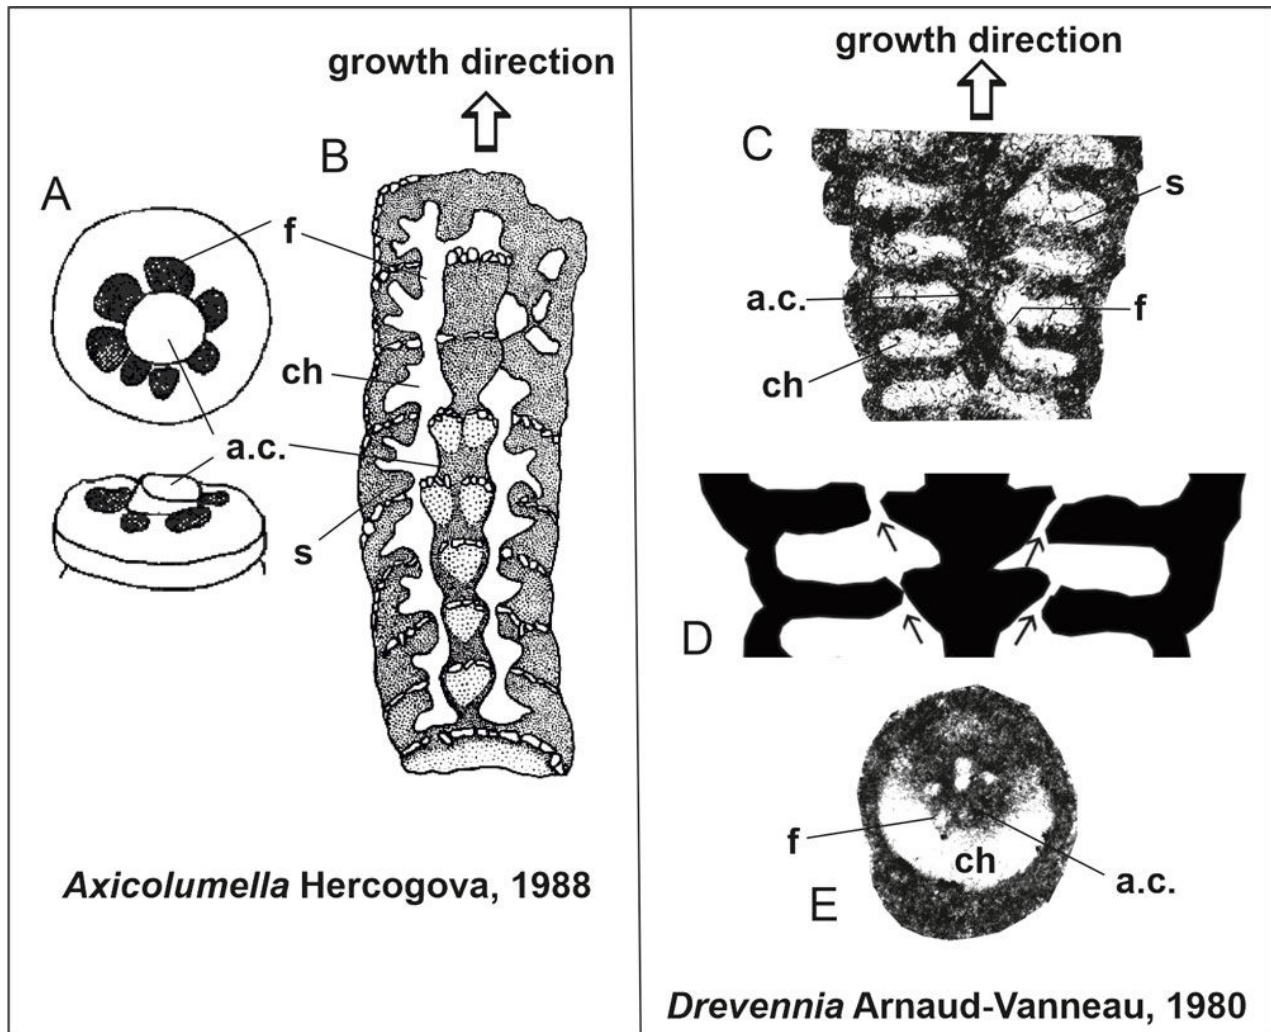 growth direction
B
A
f
ch
a.c.
s
Axicolumella Hercogova, 1988
growth direction
C
s
a.c.
f
ch
D
f
ch
a.c.
E
Drevennia Arnaud-Vanneau, 1980